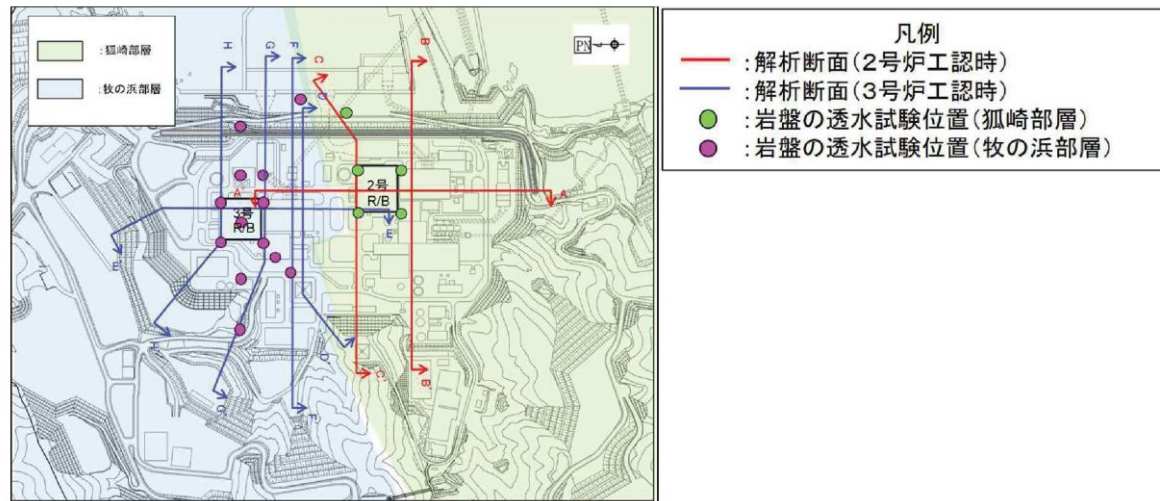 :狐崎部層
:牧の浜部層
PN
凡例
:解析断面(2号炉工認時)
:解析断面(3号炉工認時)
:岩盤の透水試験位置(狐崎部層)
:岩盤の透水試験位置(牧の浜部層)
H
G
F
C
D
B
2号
R/B
A'
A
3号
R/B
E
E
H'
D'
C'
B'
G'
F